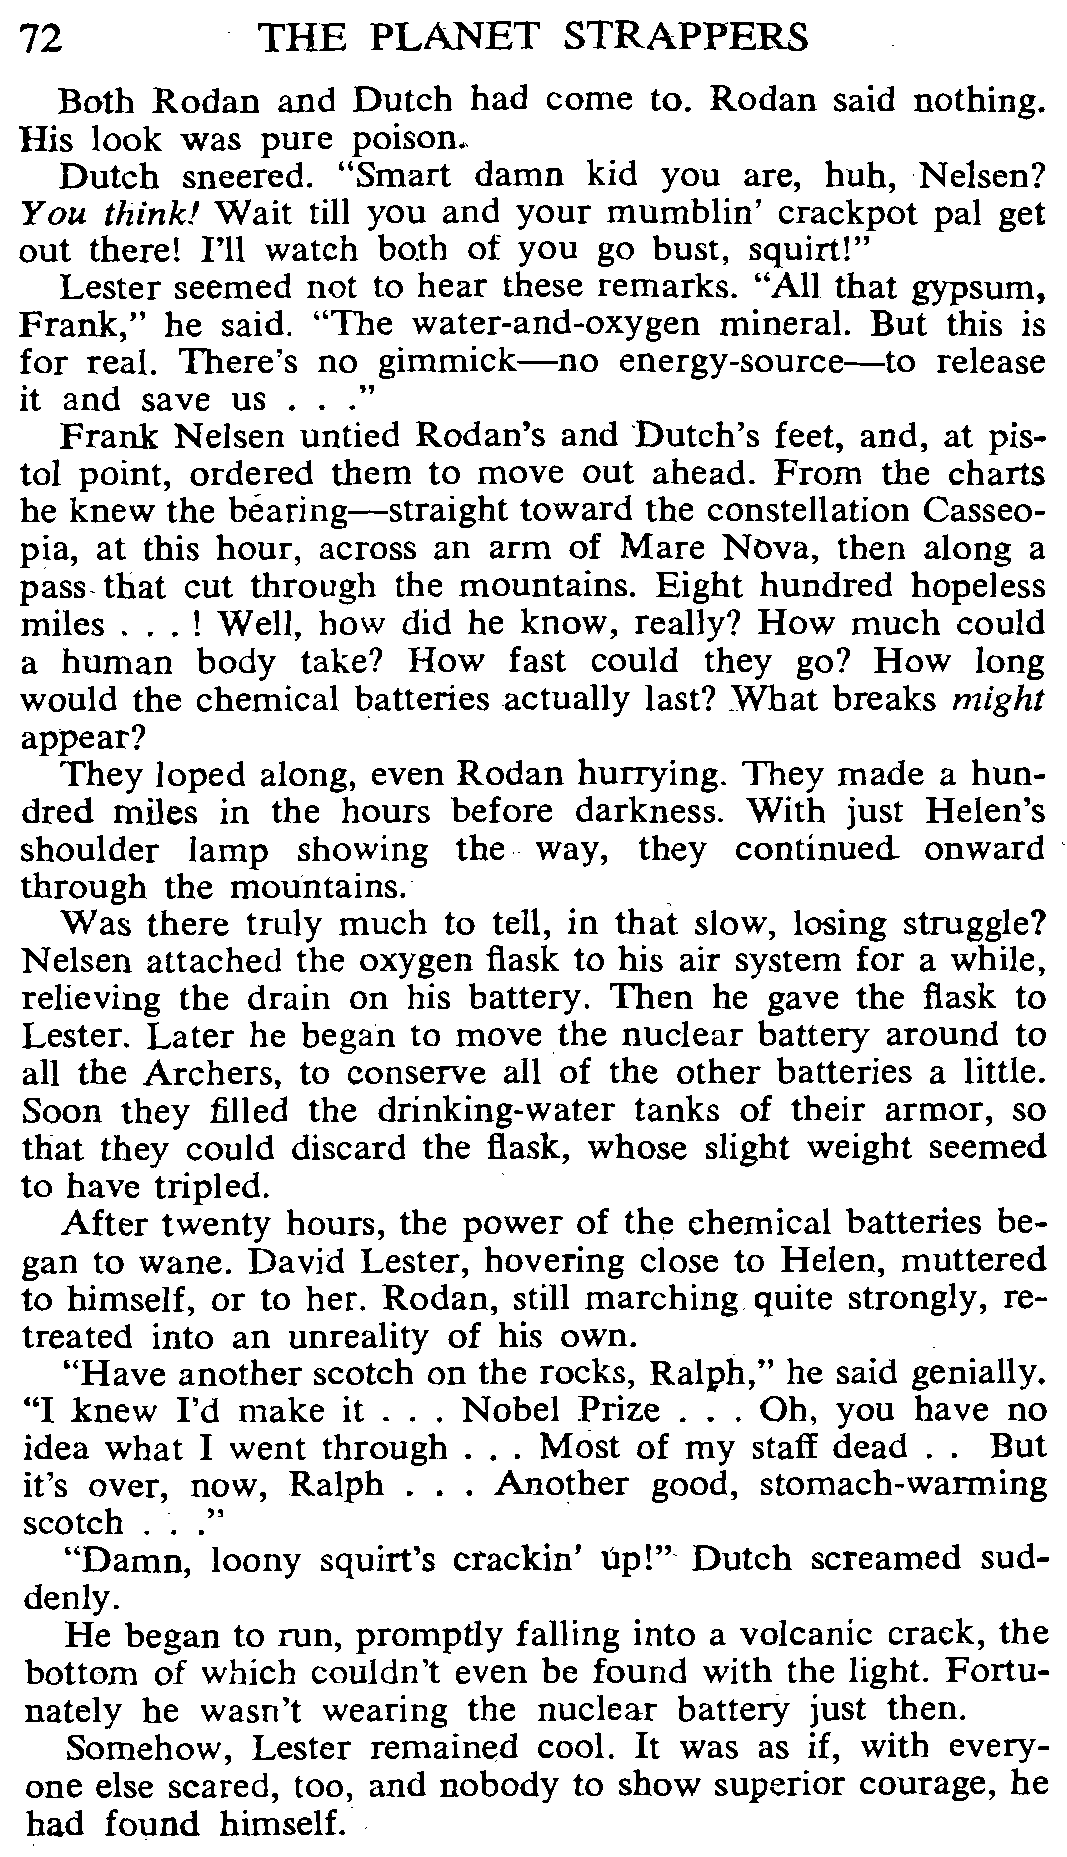 72 THE PLANET STRAPPERS
Both Rodan and Dutch had come to. Rodan said nothing.
His look was pure poison.
Dutch sneered. “Smart damn kid you are, huh, Nelsen?
You think! Wait till you and your mumblin’ crackpot pal get
out there! I’ll watch both of you go bust, squirt!”
Lester seemed not to hear these remarks. “All that gypsum,
Frank,” he said. “The water-and-oxygen mineral. But this is
for real. There’s no gimmick—no energy-source—to release
it and save us . . .”
Frank Nelsen untied Rodan’s and Dutch’s feet, and, at pis-
tol point, ordered them to move out ahead. From the charts
he knew the bearing—straight toward the constellation Casseo-
pia, at this hour, across an arm of Mare Nova, then along a
pass that cut through the mountains. Eight hundred hopeless
miles . . . ! Well, how did he know, really? How much could
a human body take? How fast could they go? How long
would the chemical batteries actually last? What breaks might
appear?
They loped along, even Rodan hurrying. They made a hun-
dred miles in the hours before darkness. With just Helen’s
shoulder lamp showing the way, they continued onward
through the mountains.
Was there truly much to tell, in that slow, losing struggle?
Nelsen attached the oxygen flask to his air system for a while,
relieving the drain on his battery. Then he gave the flask to
Lester. Later he began to move the nuclear battery around to
all the Archers, to conserve all of the other batteries a little.
Soon they filled the drinking-water tanks of their armor, so
that they could discard the flask, whose slight weight seemed
to have tripled.
After twenty hours, the power of the chemical batteries be-
gan to wane. David Lester, hovering close to Helen, muttered
to himself, or to her. Rodan, still marching quite strongly, re-
treated into an unreality of his own.
“Have another scotch on the rocks, Ralph,” he said genially.
“I knew I’d make it . . . Nobel Prize . . . Oh, you have no
idea what I went through . . . Most of my staff dead . . But
it’s over, now, Ralph . . . Another good, stomach-warming
scotch . . .”
“Damn, loony squirt’s crackin’ up!” Dutch screamed sud-
denly.
He began to run, promptly falling into a volcanic crack, the
bottom of which couldn’t even be found with the light. Fortu-
nately he wasn’t wearing the nuclear battery just then.
Somehow, Lester remained cool. It was as if, with every-
one else scared, too, and nobody to show superior courage, he
had found himself.